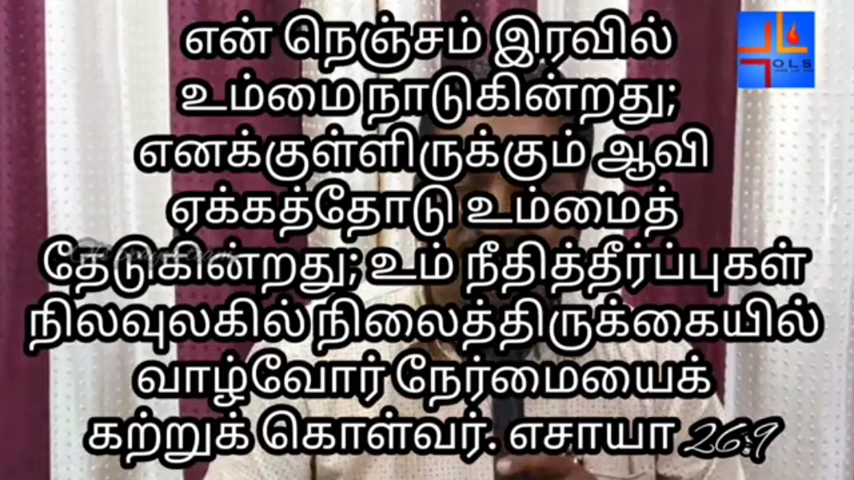 என் நெஞ்சம் இரவில்
உம்மை நாடுகின்றது;
எனக்குள்ளிருக்கும் ஆவி
ஏக்கத்தோடு உம்மைத்
தேடுகின்றது; உம் நீதித்தீர்ப்புகள்
நிலவுலகில் நிலைத்திருக்கையில்
வாழ்வோர் நேர்மையைக்
கற்றுக் கொள்வர். எசாயா 26:9
OLS